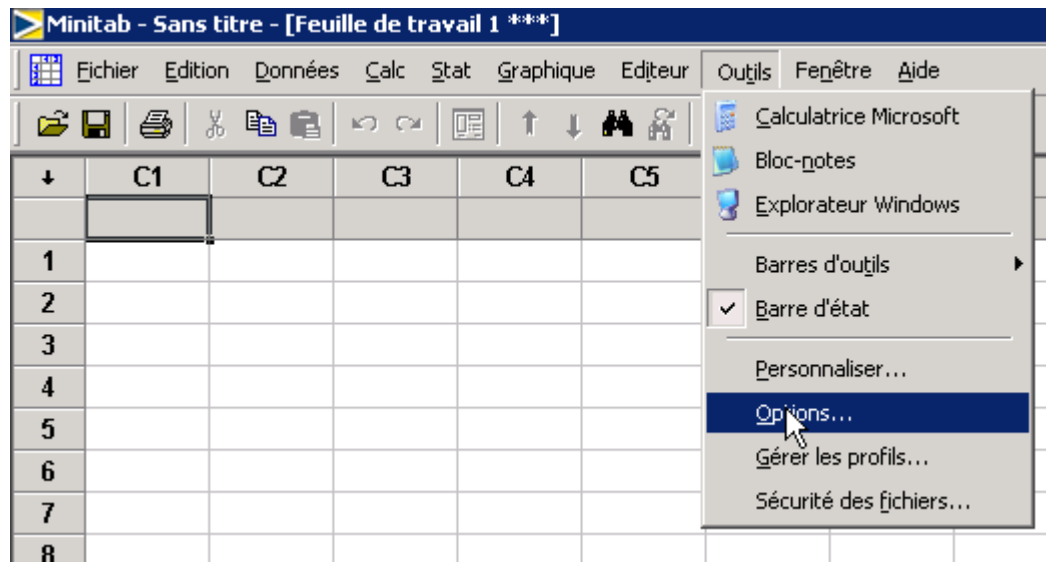 Minitab - Sans titre - [Feuille de travail 1 ***]
Fichier Edition Données Calc Stat Graphique Editeur Outils Fenêtre Aide
C1 C2 C3 C4 C5
Calculatrice Microsoft
Bloc-notes
Explorateur Windows
Barres d'outils
Barre d'état
Personnaliser...
Options...
Gérer les profils...
Sécurité des fichiers...
1
2
3
4
5
6
7
8